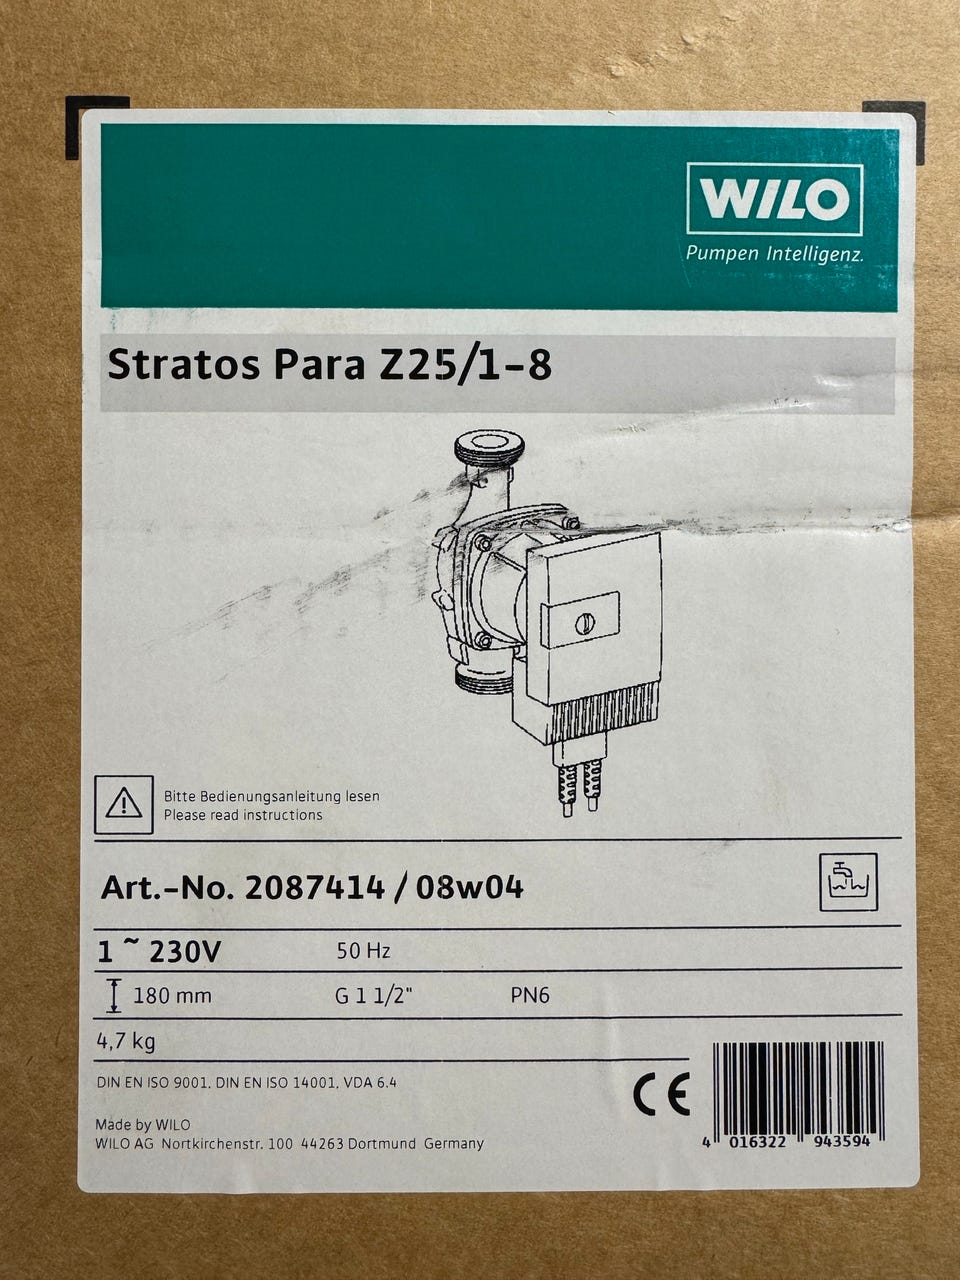 WILO
Pumpen Intelligenz.
Stratos Para Z25/1-8
Bitte Bedienungsanleitung lesen
Please read instructions
Art.-No. 2087414 / 08w04
1 ~ 230V 50 Hz
180 mm G 1 1/2" PN6
4,7 kg
DIN EN ISO 9001, DIN EN ISO 14001, VDA 6.4
CE
Made by WILO
WILO AG Nortkirchenstr. 100 44263 Dortmund Germany
4 016322 943594